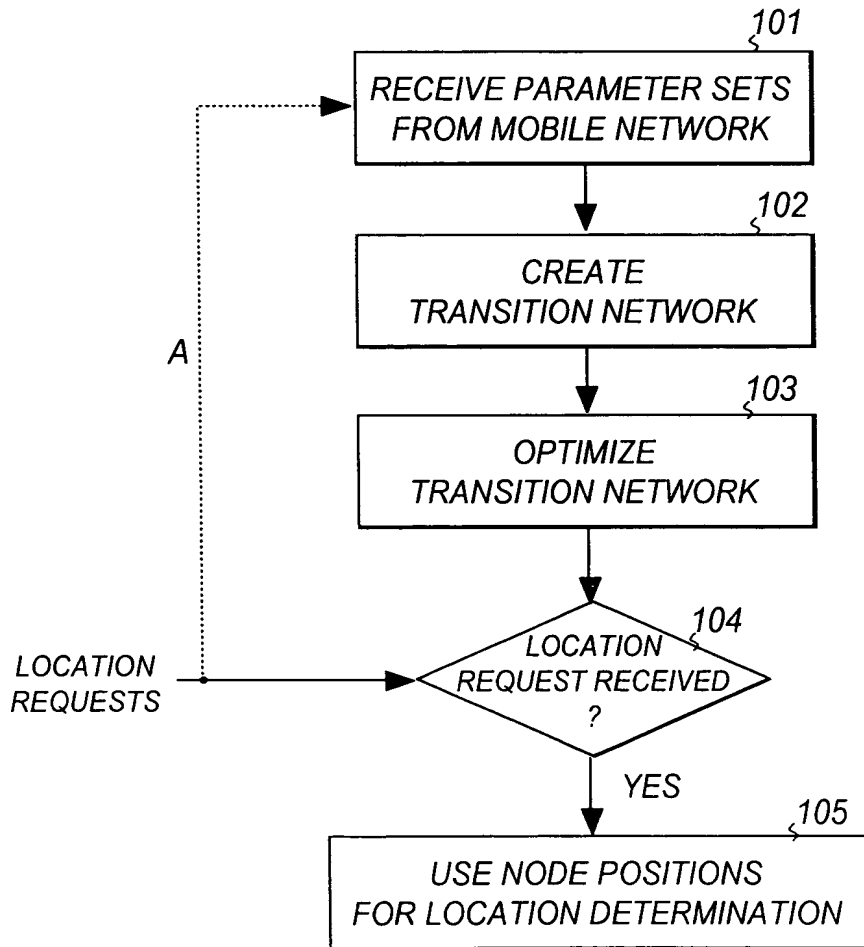 101
RECEIVE PARAMETER SETS
FROM MOBILE NETWORK
102
CREATE
TRANSITION NETWORK
A
103
OPTIMIZE
TRANSITION NETWORK
104
LOCATION
REQUEST RECEIVED
?
LOCATION
REQUESTS
YES
105
USE NODE POSITIONS
FOR LOCATION DETERMINATION